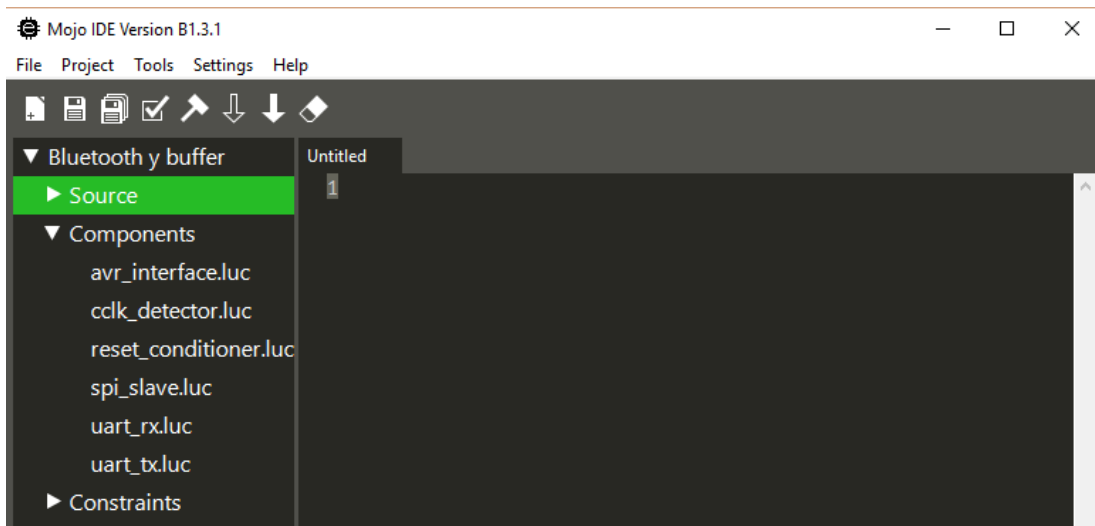 Mojo IDE Version B1.3.1
File Project Tools Settings Help
Bluetooth y buffer
Untitled
Source
1
Components
avr_interface.luc
cclk_detector.luc
reset_conditioner.luc
spi_slave.luc
uart_rx.luc
uart_tx.luc
Constraints